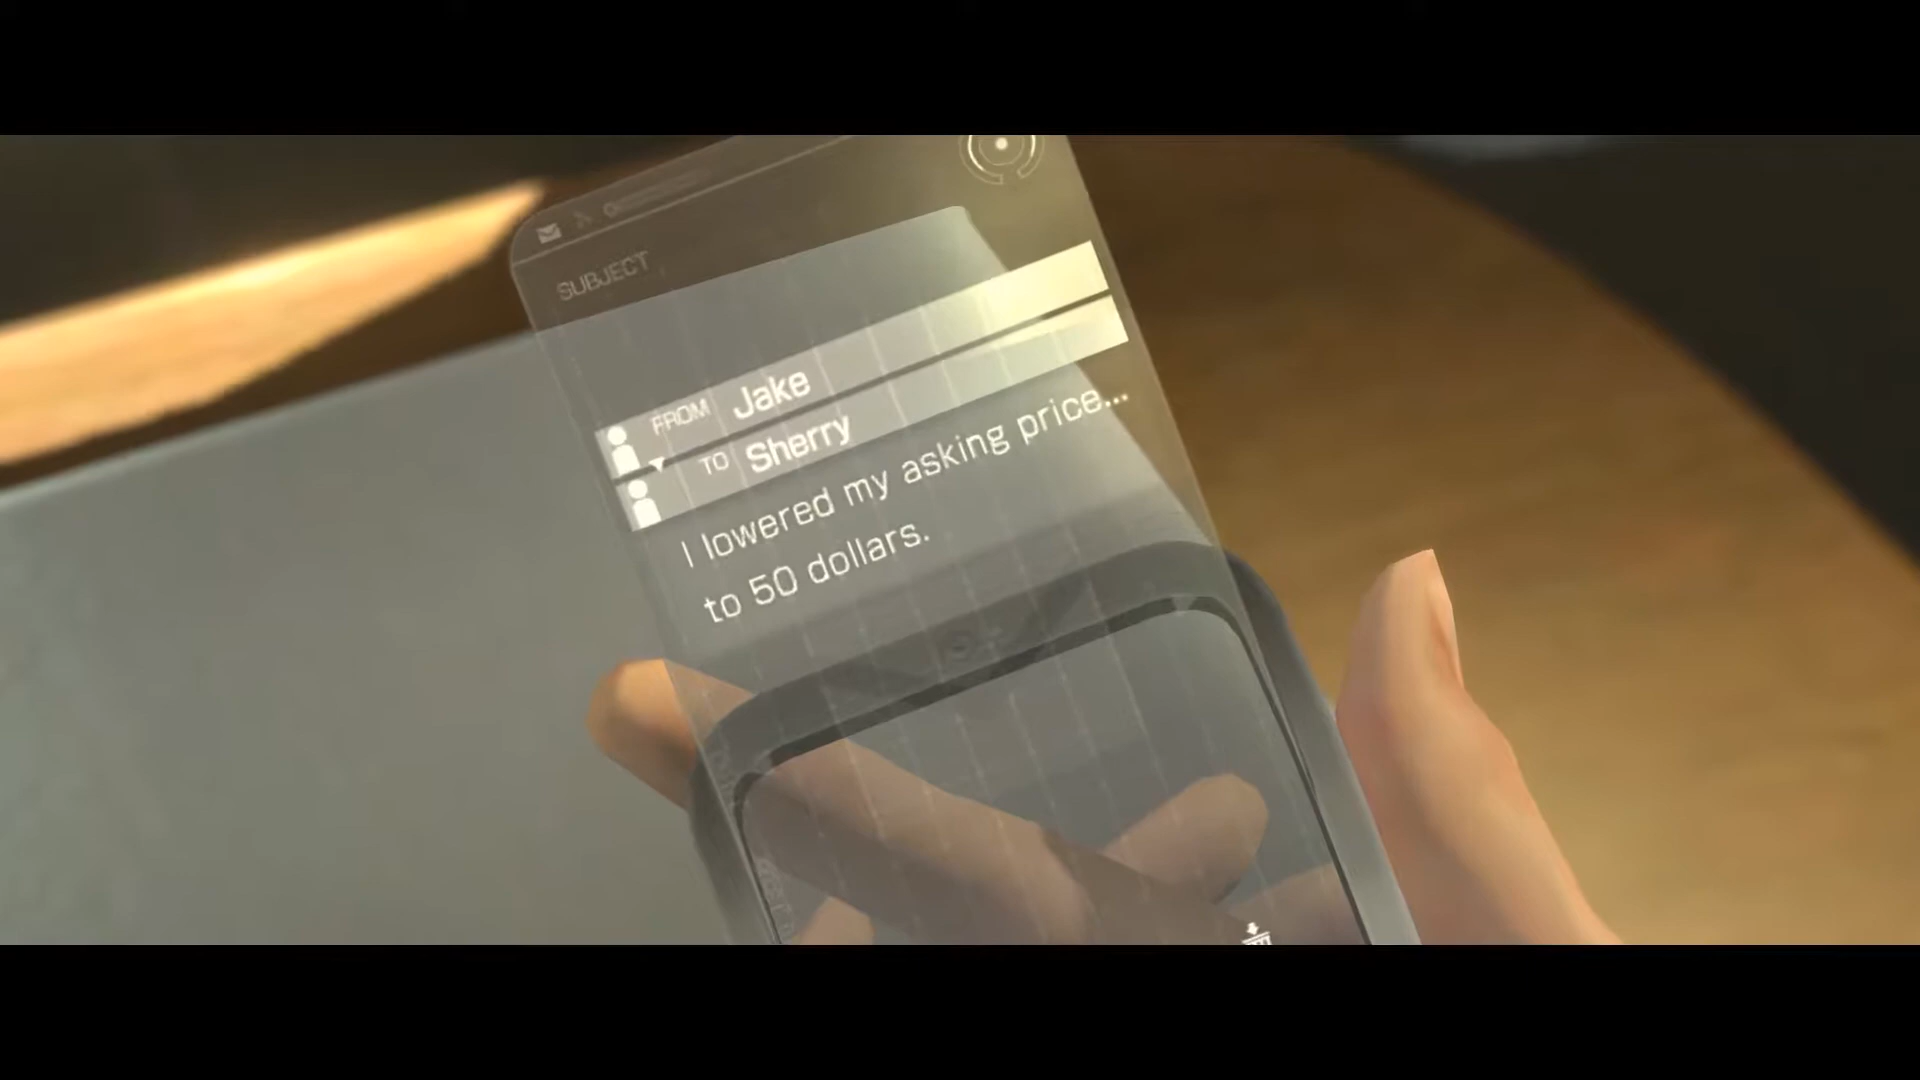 SUBJECT
FROM Jake
TO Sherry
I lowered my asking price...
to 50 dollars.